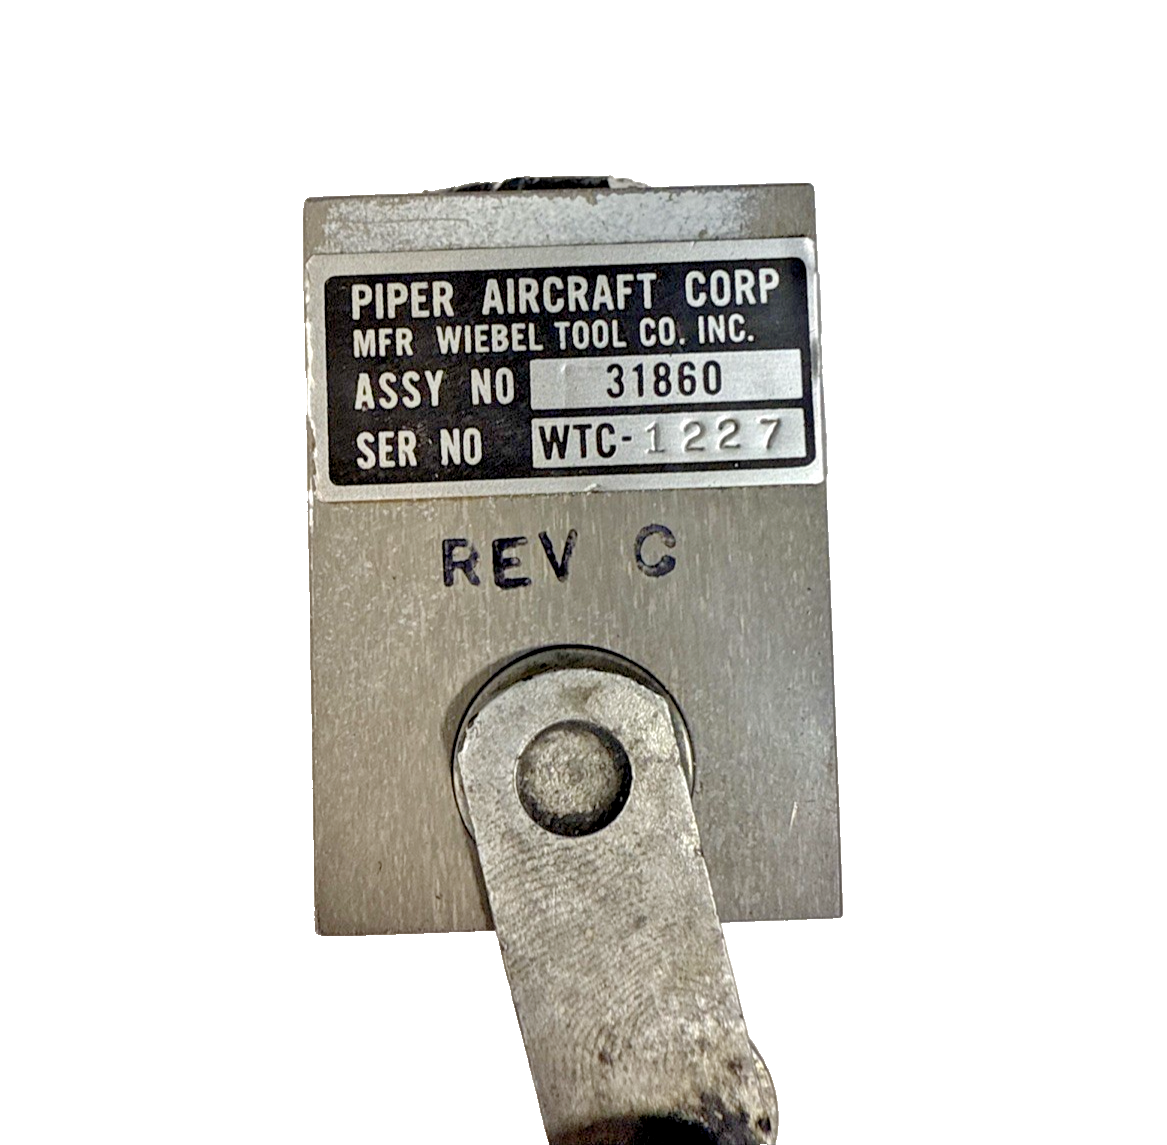 PIPER AIRCRAFT CORP
MFR WIEBEL TOOL CO. INC.
ASSY NO 31860
SER NO WTC-1227
REV C